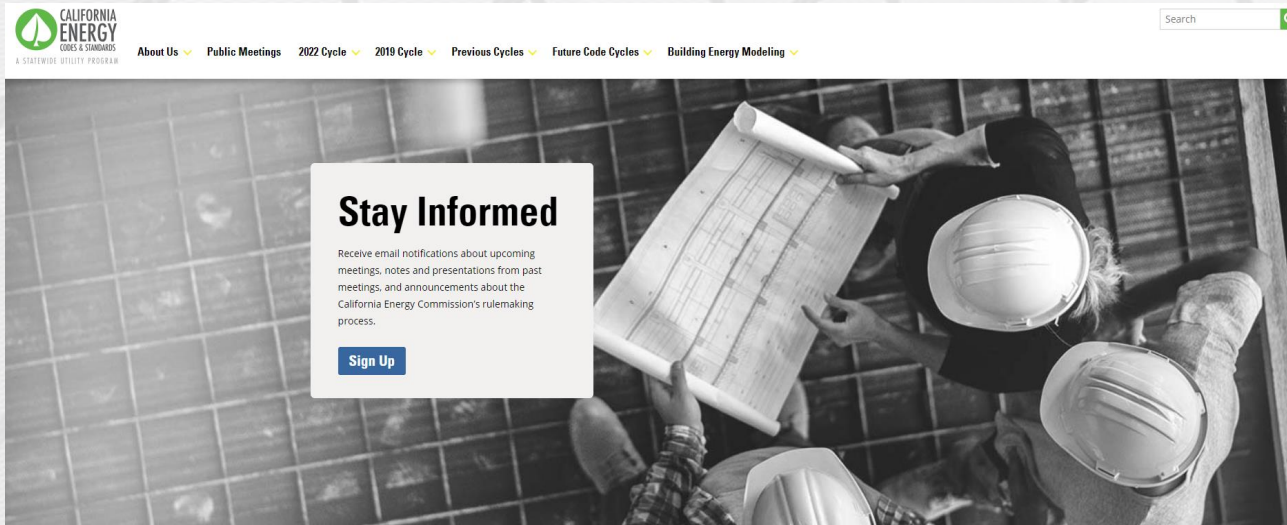 CALIFORNIA
ENERGY
CODES & STANDARDS
A STATEWIDE UTILITY PROGRAM
About Us Public Meetings 2022 Cycle 2019 Cycle Previous Cycles Future Code Cycles Building Energy Modeling
Search
Stay Informed
Receive email notifications about upcoming
meetings, notes and presentations from past
meetings, and announcements about the
California Energy Commission's rulemaking
process.
Sign Up